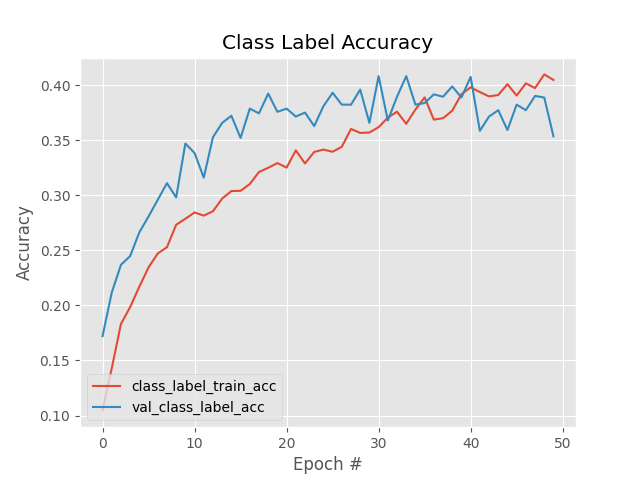 Class Label Accuracy
Accuracy
0.40
0.35
0.30
0.25
0.20
0.15
0.10
class_label_train_acc
val_class_label_acc
0 10 20 30 40 50
Epoch #